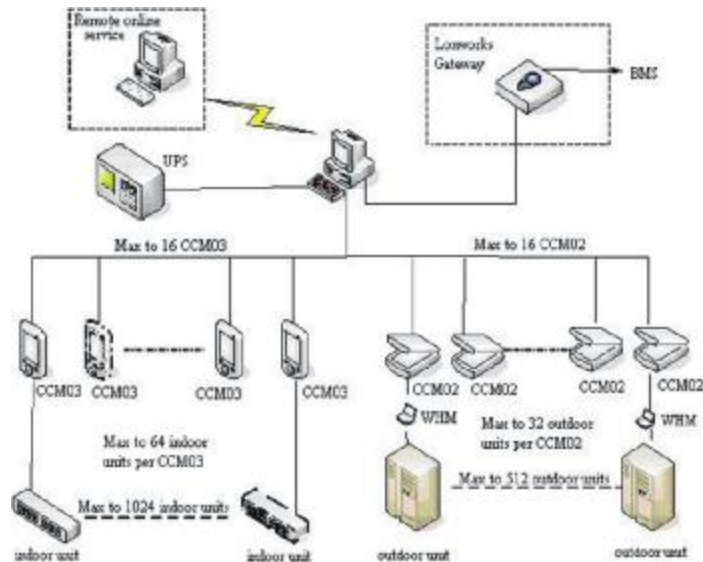 Remote online
service
Lonworks
Gateway
BMS
UPS
Max to 16 CCM03
Max to 16 CCM02
CCM03
CCM03
CCM03
CCM03
CCM02
CCM02
CCM02
CCM02
WHM
WHM
Max to 64 indoor
units per CCM03
Max to 32 outdoor
units per CCM02
Max to 1024 indoor units
Max to 512 outdoor units
indoor unit
indoor unit
outdoor unit
outdoor unit